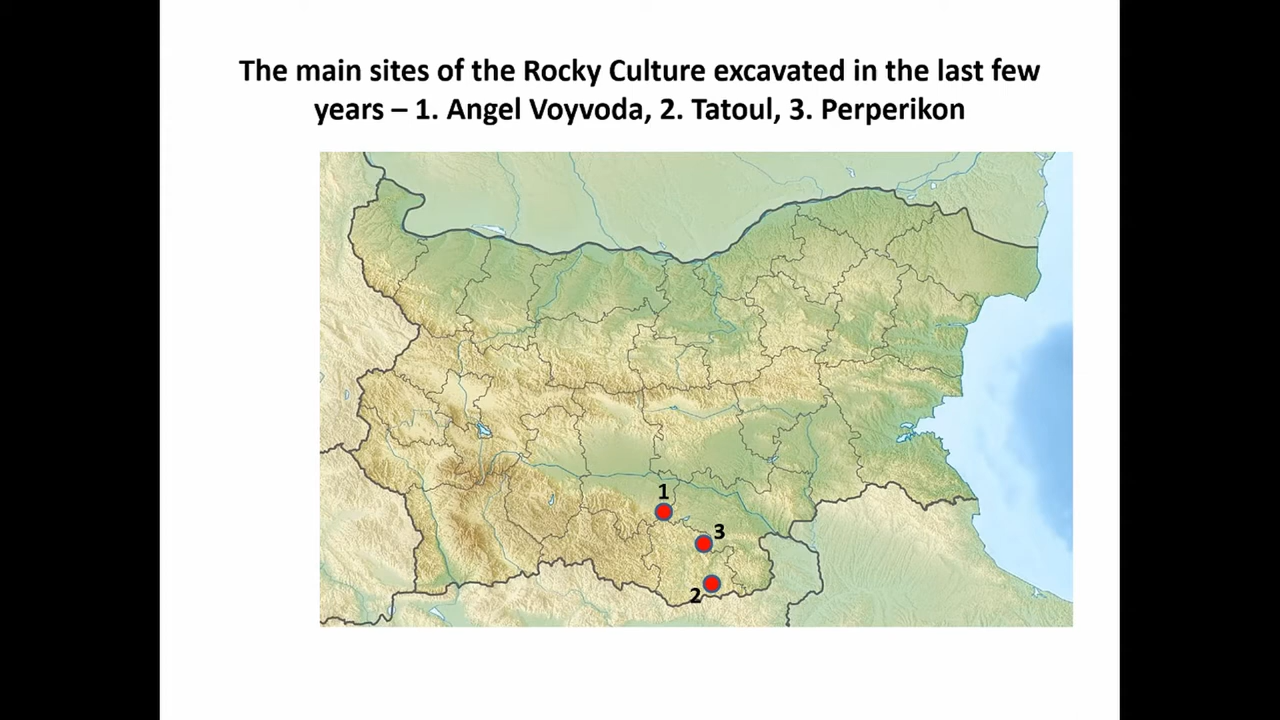 The main sites of the Rocky Culture excavated in the last few
years – 1. Angel Voyvoda, 2. Tatoul, 3. Perperikon
1
3
2